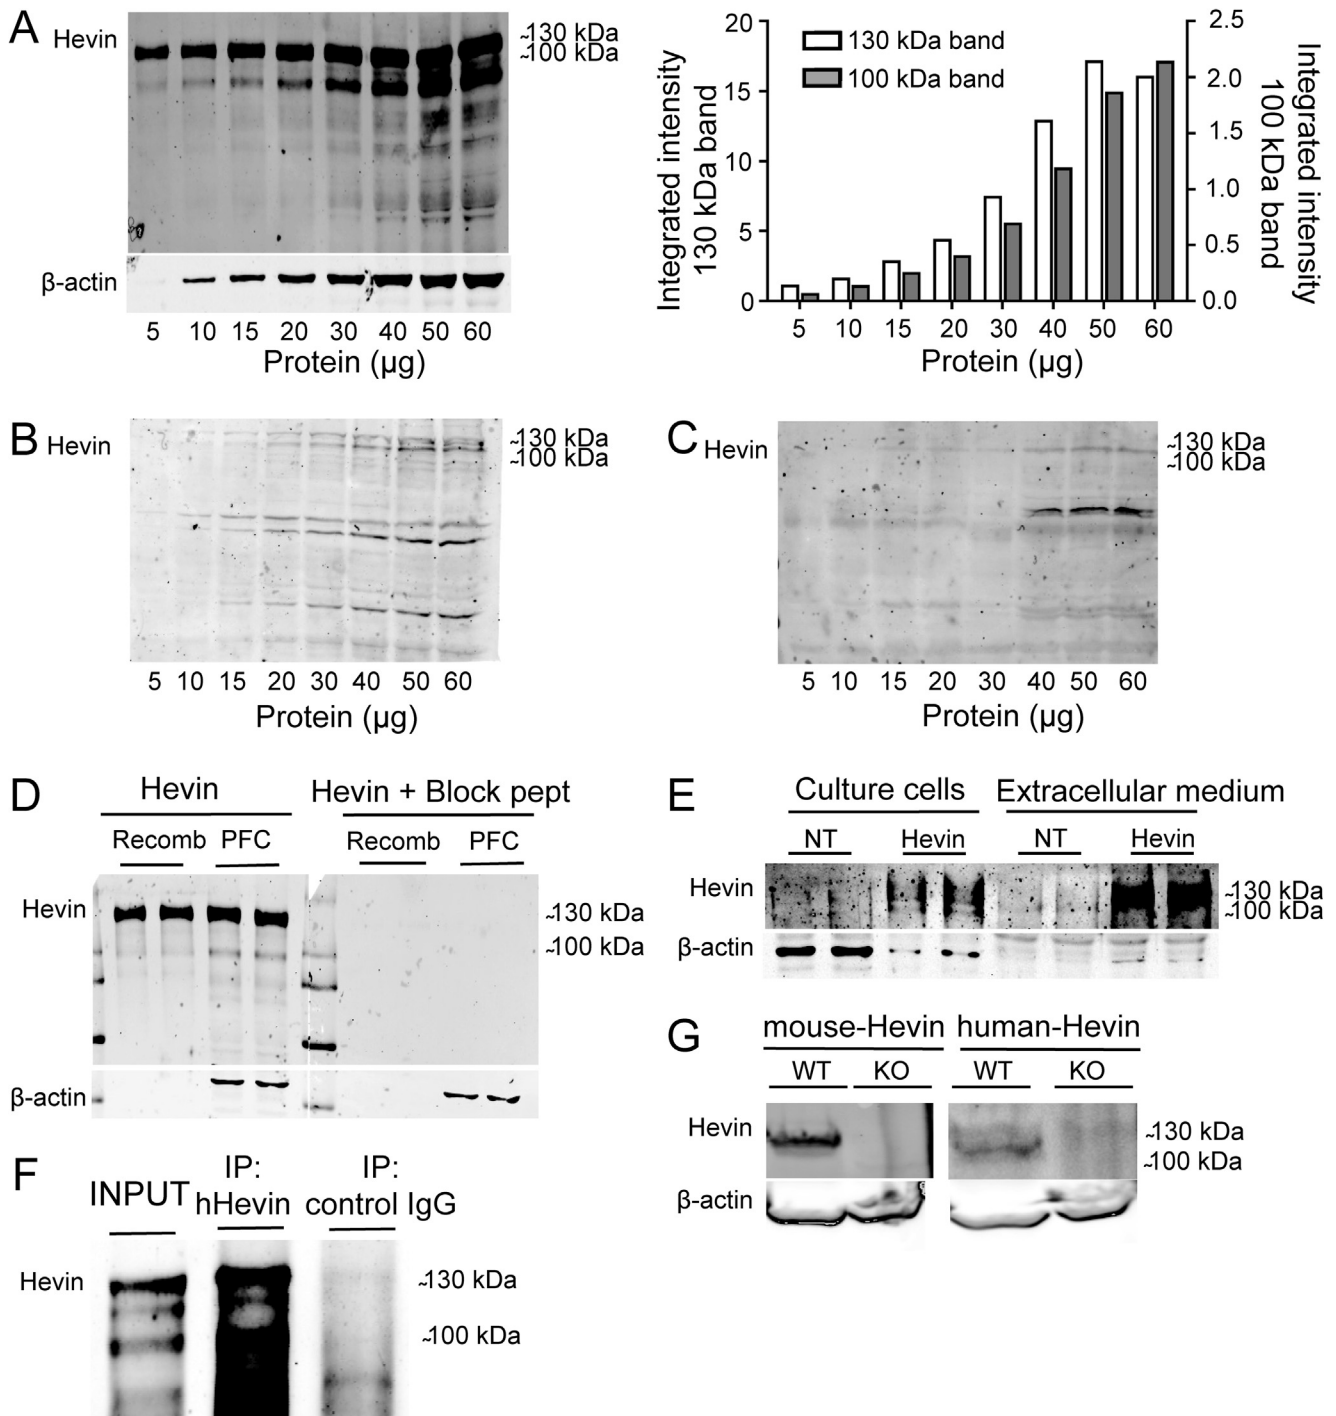 A
Hevin
~130 kDa
~100 kDa
β-actin
5 10 15 20 30 40 50 60
Protein (µg)
Integrated intensity
130 kDa band
20
15
10
5
0
130 kDa band
100 kDa band
2.5
2.0
1.5
1.0
0.5
0.0
Integrated intensity
100 kDa band
5 10 15 20 30 40 50 60
Protein (µg)
B
Hevin
~130 kDa
~100 kDa
5 10 15 20 30 40 50 60
Protein (µg)
C
Hevin
~130 kDa
~100 kDa
5 10 15 20 30 40 50 60
Protein (µg)
D
Hevin
Hevin + Block pept
Recomb PFC Recomb PFC
Hevin
~130 kDa
~100 kDa
β-actin
E
Culture cells Extracellular medium
NT Hevin NT Hevin
Hevin
~130 kDa
~100 kDa
β-actin
F
INPUT
IP:
hHevin
IP:
control IgG
Hevin
~130 kDa
~100 kDa
G
mouse-Hevin human-Hevin
WT KO WT KO
Hevin
~130 kDa
~100 kDa
β-actin